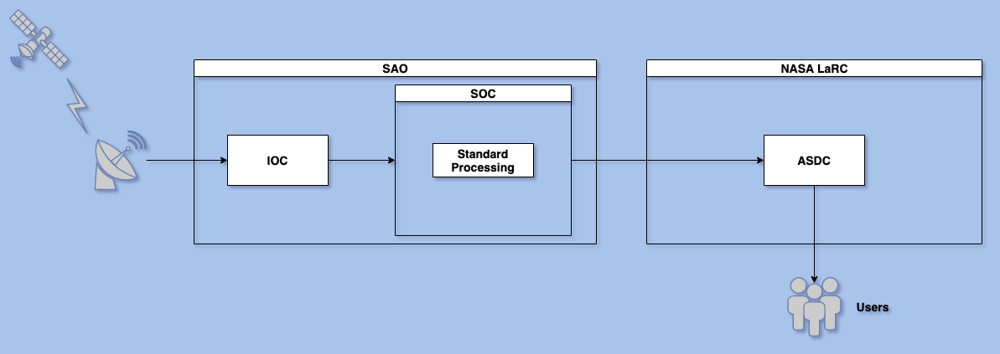 SAO
NASA LaRC
SOC
IOC
Standard
Processing
ASDC
Users